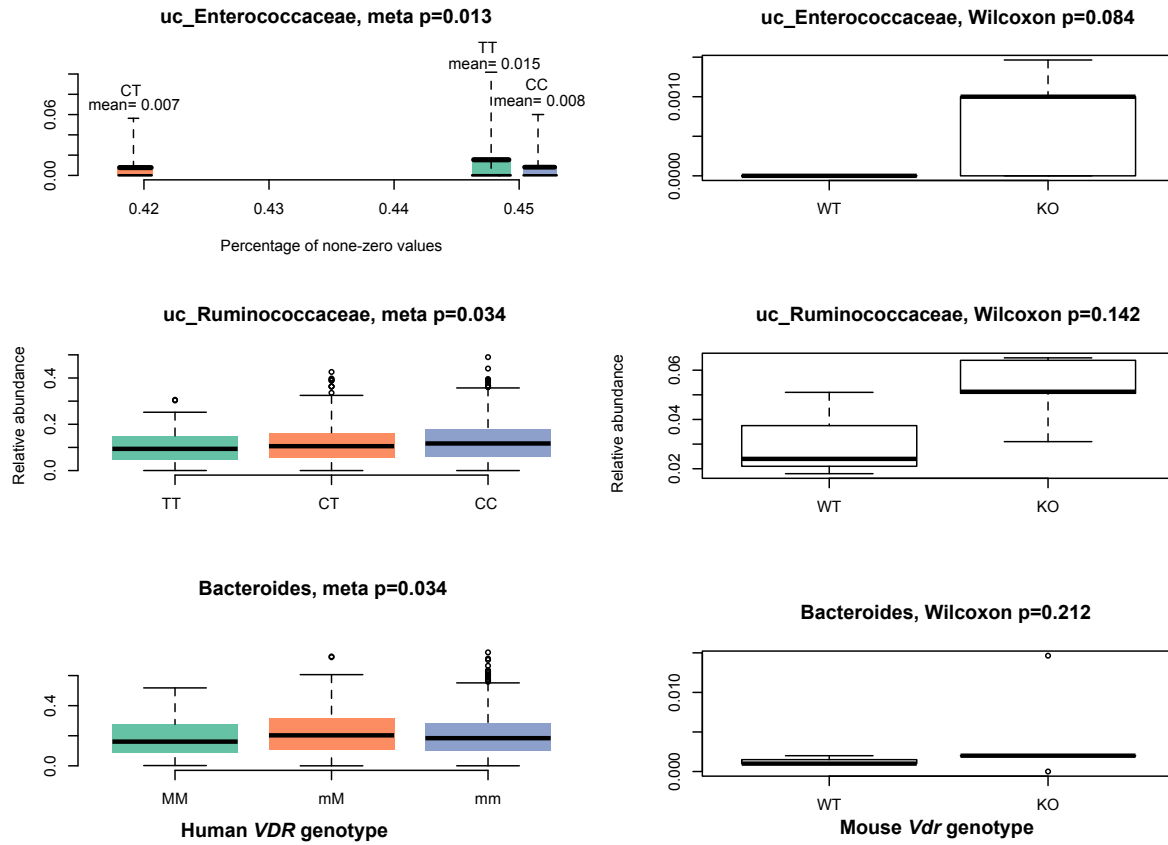 uc_Enterococcaceae, meta p=0.013
TT
mean= 0.015
CT
mean= 0.007
CC
mean= 0.008
0.06
0.00
0.42 0.43 0.44 0.45
Percentage of none-zero values
uc_Enterococcaceae, Wilcoxon p=0.084
0.0010
0.0000
WT KO
uc_Ruminococcaceae, meta p=0.034
Relative abundance
0.4
0.2
0.0
TT CT CC
uc_Ruminococcaceae, Wilcoxon p=0.142
Relative abundance
0.06
0.04
0.02
WT KO
Bacteroides, meta p=0.034
0.4
0.0
MM mM mm
Human VDR genotype
Bacteroides, Wilcoxon p=0.212
0.010
0.000
WT KO
Mouse Vdr genotype